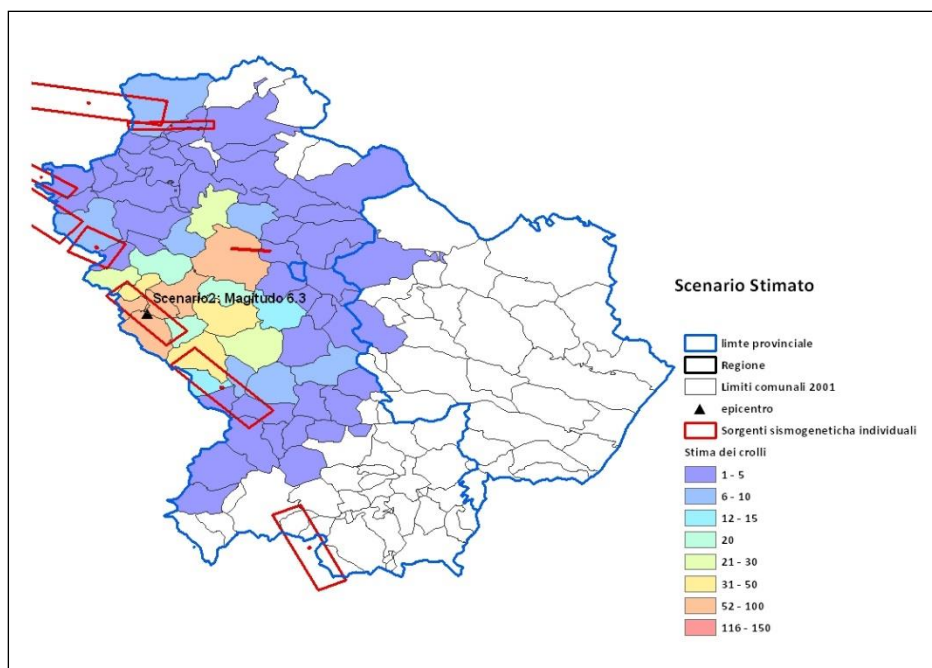 Scenario2: Magitudo 6.3
Scenario Stimato
limte provinciale
Regione
Limiti comunali 2001
epicentro
Sorgenti sismogenetiche individuali
Stima dei crolli
1 - 5
6 - 10
12 - 15
20
21 - 30
31 - 50
52 - 100
116 - 150